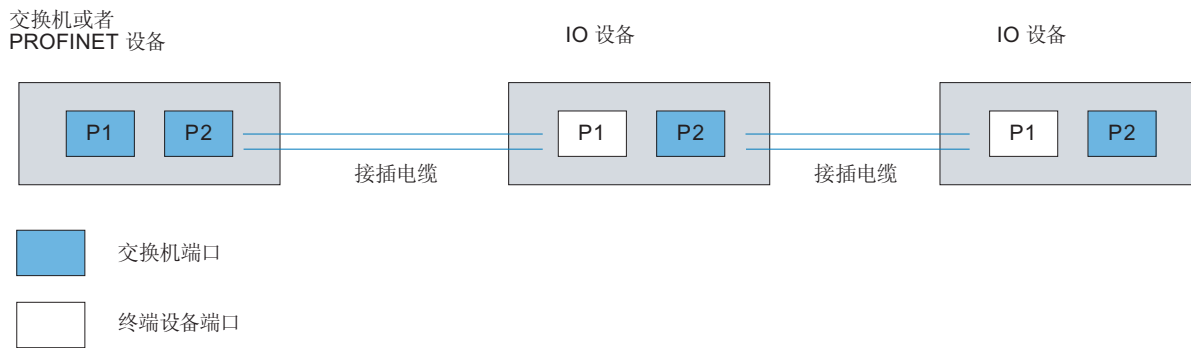 交换机或者
PROFINET 设备
IO 设备
IO 设备
P1
P2
P1
P2
P1
P2
接插电缆
接插电缆
交换机端口
终端设备端口